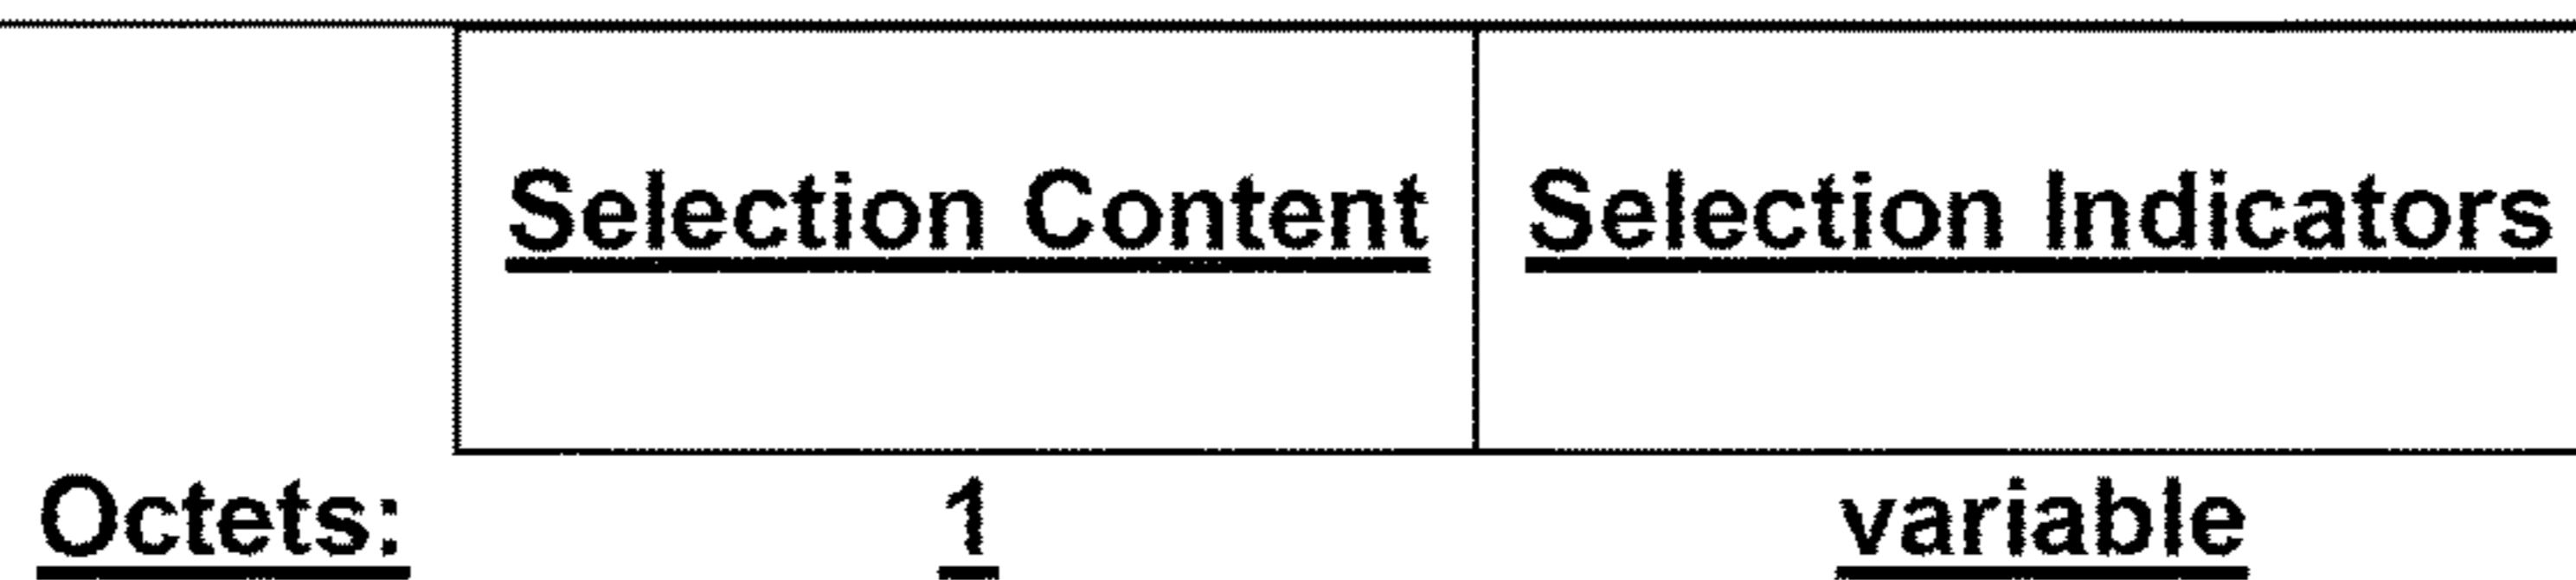 Selection Content Selection Indicators
Octets: 1 variable